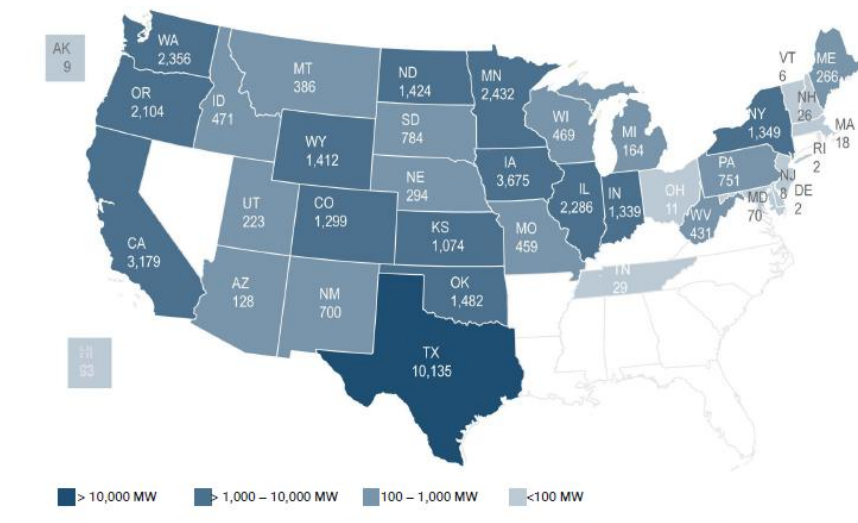 AK
9
WA
2,356
OR
2,104
ID
471
MT
386
ND
1,424
MN
2,432
SD
784
WI
469
MI
164
WY
1,412
NE
294
IA
3,675
IL
2,286
IN
1,339
OH
11
UT
223
CO
1,299
KS
1,074
MO
459
CA
3,179
AZ
128
NM
700
OK
1,482
TX
10,135
TN
29
WV
431
PA
751
NY
1,349
VT
6
NH
26
ME
266
MA
18
RI
2
NJ
8
DE
2
MD
70
HI
63
> 10,000 MW
> 1,000 – 10,000 MW
100 – 1,000 MW
<100 MW